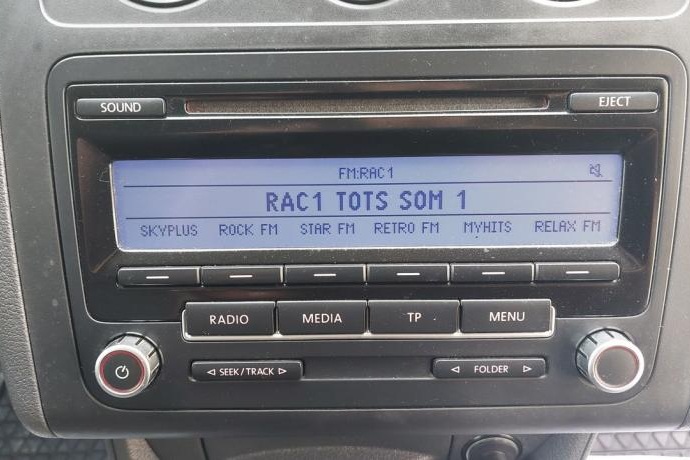 SOUND EJECT
FM:RAC1
RAC1 TOTS SOM 1
SKYPLUS ROCK FM STAR FM RETRO FM MYHITS RELAX FM
RADIO MEDIA TP MENU
SEEK/TRACK FOLDER